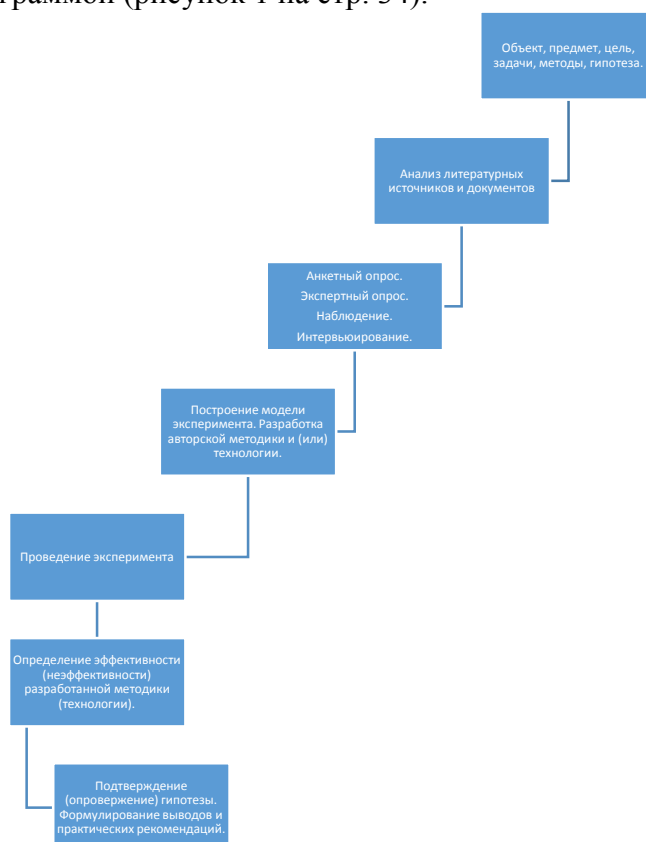 граммой (рисунок 1 на стр. 34).
Объект, предмет, цель,
задачи, методы, гипотеза.
Анализ литературных
источников и документов
Анкетный опрос.
Экспертный опрос.
Наблюдение.
Интервьюирование.
Построение модели
эксперимента. Разработка
авторской методики и (или)
технологии.
Проведение эксперимента
Определение эффективности
(неэффективности)
разработанной методики
(технологии).
Подтверждение
(опровержение) гипотезы.
Формулирование выводов и
практических рекомендаций.